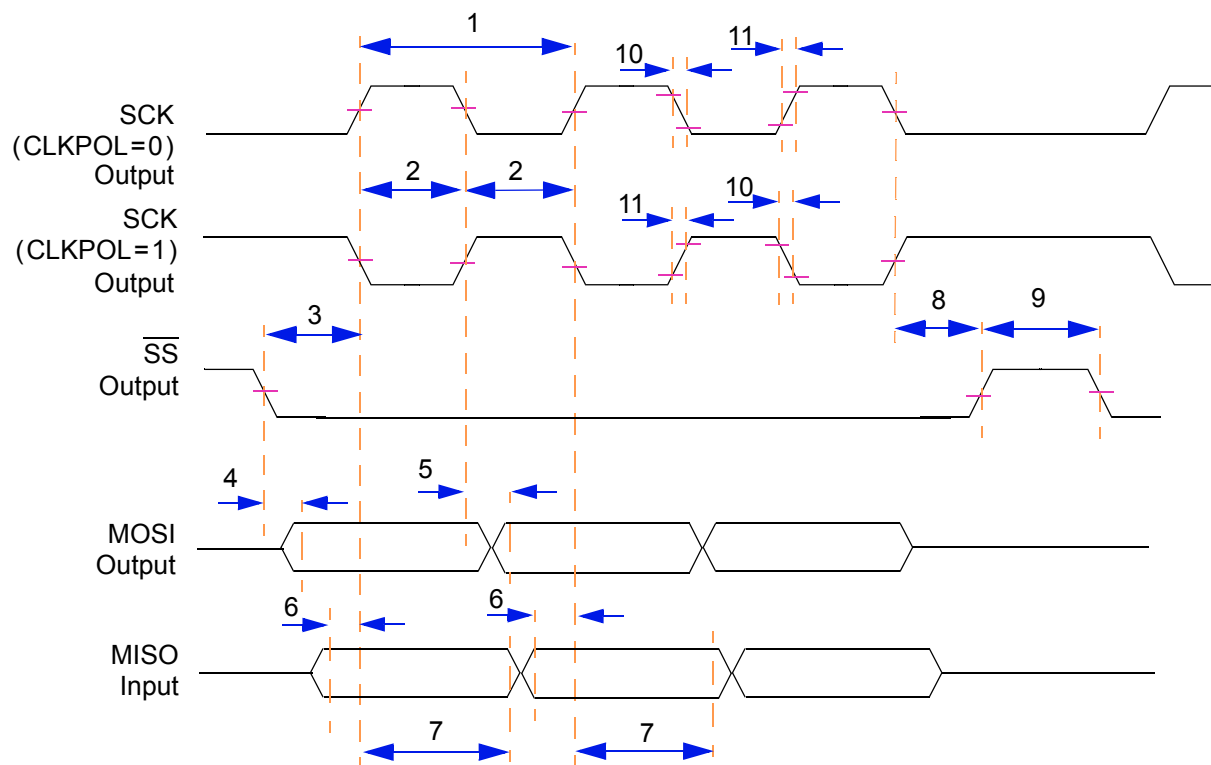 1
10
11
SCK
(CLKPOL=0)
Output
2
2
SCK
(CLKPOL=1)
Output
11
10
3
8
9
SS
Output
4
5
MOSI
Output
6
6
MISO
Input
7
7